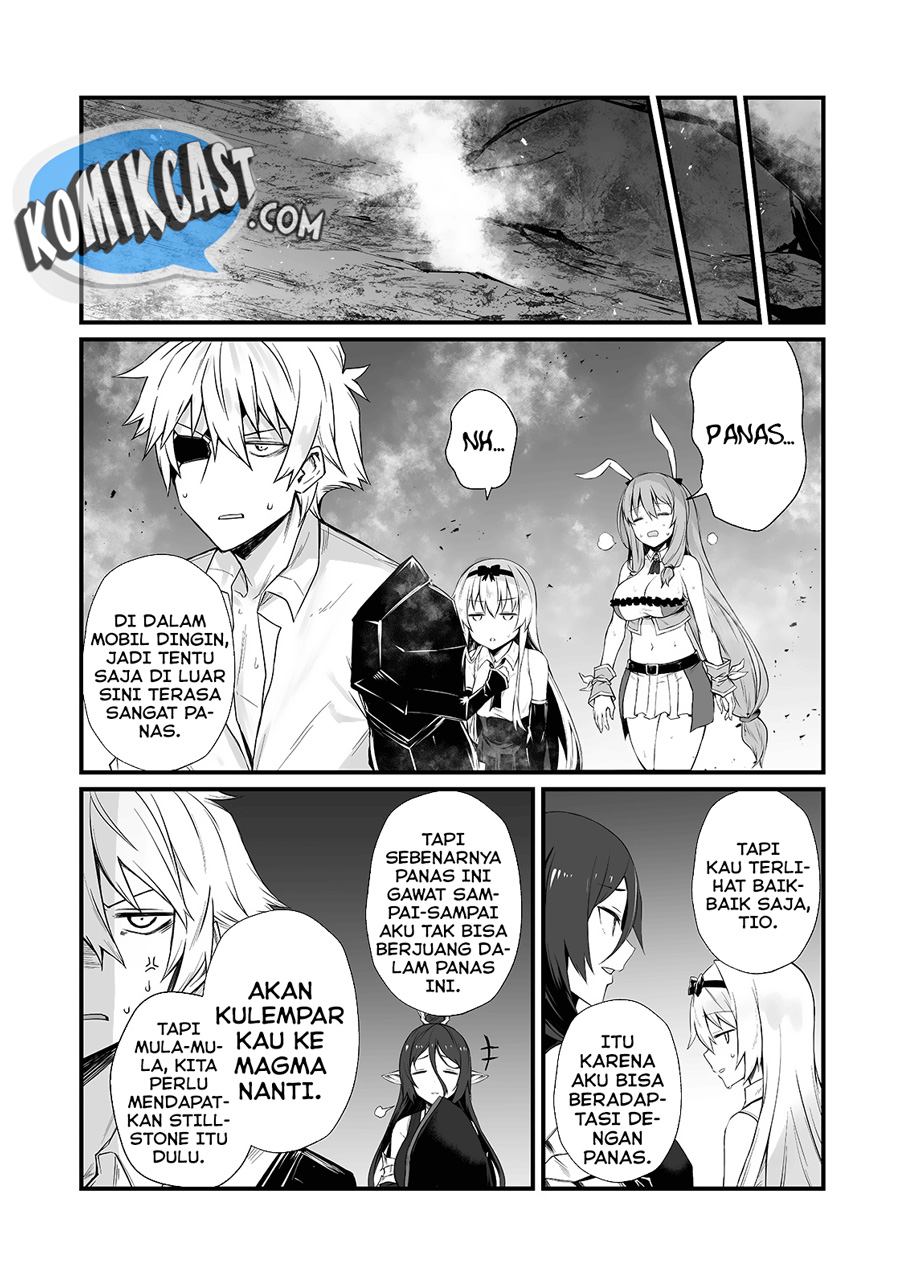 KOMIKCAST
.COM
PANAS...
NH...
DI DALAM
MOBIL DINGIN,
JADI TENTU
SAJA DI LUAR
SINI TERASA
SANGAT PA-
NAS.
TAPI
KAU TERLI-
HAT BAIK-
BAIK SAJA,
TIO.
ITU
KARENA
AKU BISA
BERADAP-
TASI DE-
NGAN
PANAS.
TAPI
SEBENARNYA
PANAS INI
GAWAT SAM-
PAI-SAMPAI
AKU TAK BISA
BERJUANG DA-
LAM PANAS
INI.
AKAN
KULEMPAR
KAU KE
MAGMA
NANTI.
TAPI
MULA-MU-
LA, KITA
PERLU
MENDAPAT-
KAN STILL-
STONE ITU
DULU.